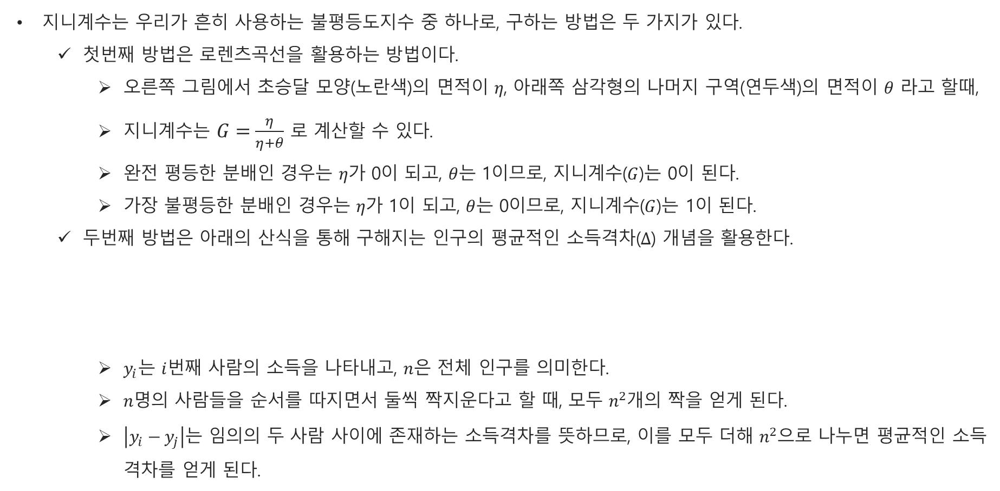 • 지니계수는 우리가 흔히 사용하는 불평등도지수 중 하나로, 구하는 방법은 두 가지가 있다.
✓ 첫번째 방법은 로렌츠곡선을 활용하는 방법이다.
➢ 오른쪽 그림에서 초승달 모양(노란색)의 면적이 η, 아래쪽 삼각형의 나머지 구역(연두색)의 면적이 θ 라고 할때,
➢ 지니계수는 G = η/(η+θ) 로 계산할 수 있다.
➢ 완전 평등한 분배인 경우는 η가 0이 되고, θ는 1이므로, 지니계수(G)는 0이 된다.
➢ 가장 불평등한 분배인 경우는 η가 1이 되고, θ는 0이므로, 지니계수(G)는 1이 된다.
✓ 두번째 방법은 아래의 산식을 통해 구해지는 인구의 평균적인 소득격차(Δ) 개념을 활용한다.
➢ yᵢ는 i번째 사람의 소득을 나타내고, n은 전체 인구를 의미한다.
➢ n명의 사람들을 순서를 따지면서 둘씩 짝지운다고 할 때, 모두 n²개의 짝을 얻게 된다.
➢ |yᵢ − yⱼ|는 임의의 두 사람 사이에 존재하는 소득격차를 뜻하므로, 이를 모두 더해 n²으로 나누면 평균적인 소득
격차를 얻게 된다.